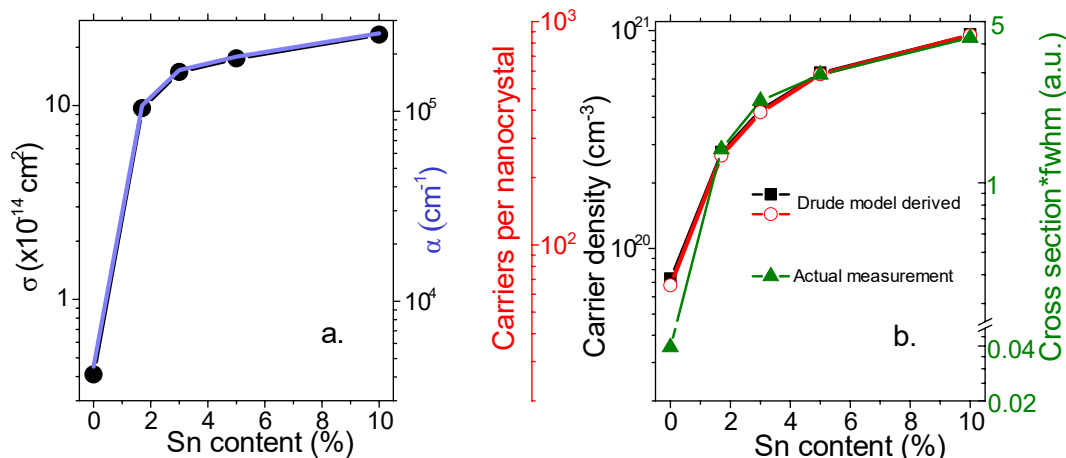 σ (x10⁻¹⁴ cm²)
10
1
0 2 4 6 8 10
Sn content (%)
10⁵
10⁴
α (cm⁻¹)
a.
Carriers per nanocrystal
10³
10²
Carrier density (cm⁻³)
10²¹
10²⁰
Drude model derived
Actual measurement
b.
0 2 4 6 8 10
Sn content (%)
5
1
0.04
0.02
Cross section*fwhm (a.u.)